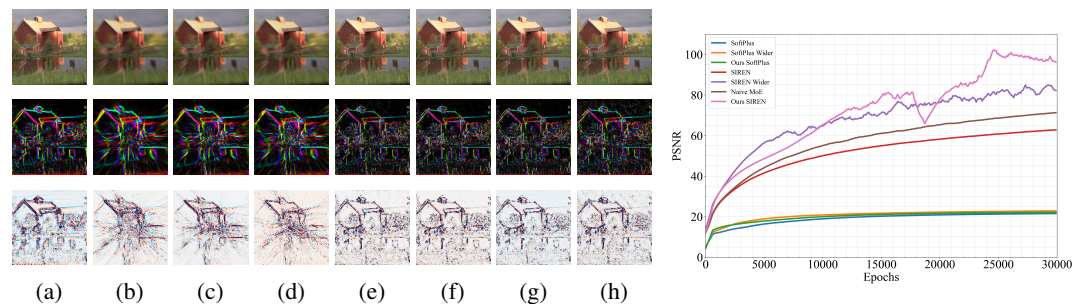 (a) (b) (c) (d) (e) (f) (g) (h)
PSNR
100
80
60
40
20
0
SoftPlus
SoftPlus Wider
Ours SoftPlus
SIREN
SIREN Wider
Naive MoE
Ours SIREN
0 5000 10000 15000 20000 25000 30000
Epochs